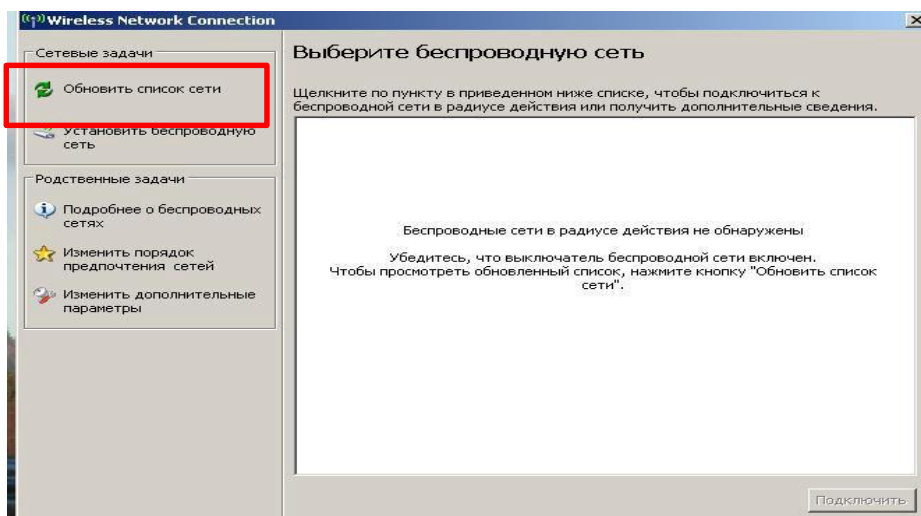 Wireless Network Connection
Сетевые задачи
Обновить список сети
Установить беспроводную
сеть
Родственные задачи
Подробнее о беспроводных
сетях
Изменить порядок
предпочтения сетей
Изменить дополнительные
параметры
Выберите беспроводную сеть
Щелкните по пункту в приведенном ниже списке, чтобы подключиться к
беспроводной сети в радиусе действия или получить дополнительные сведения.
Беспроводные сети в радиусе действия не обнаружены
Убедитесь, что выключатель беспроводной сети включен.
Чтобы просмотреть обновленный список, нажмите кнопку "Обновить список
сети".
Подключить